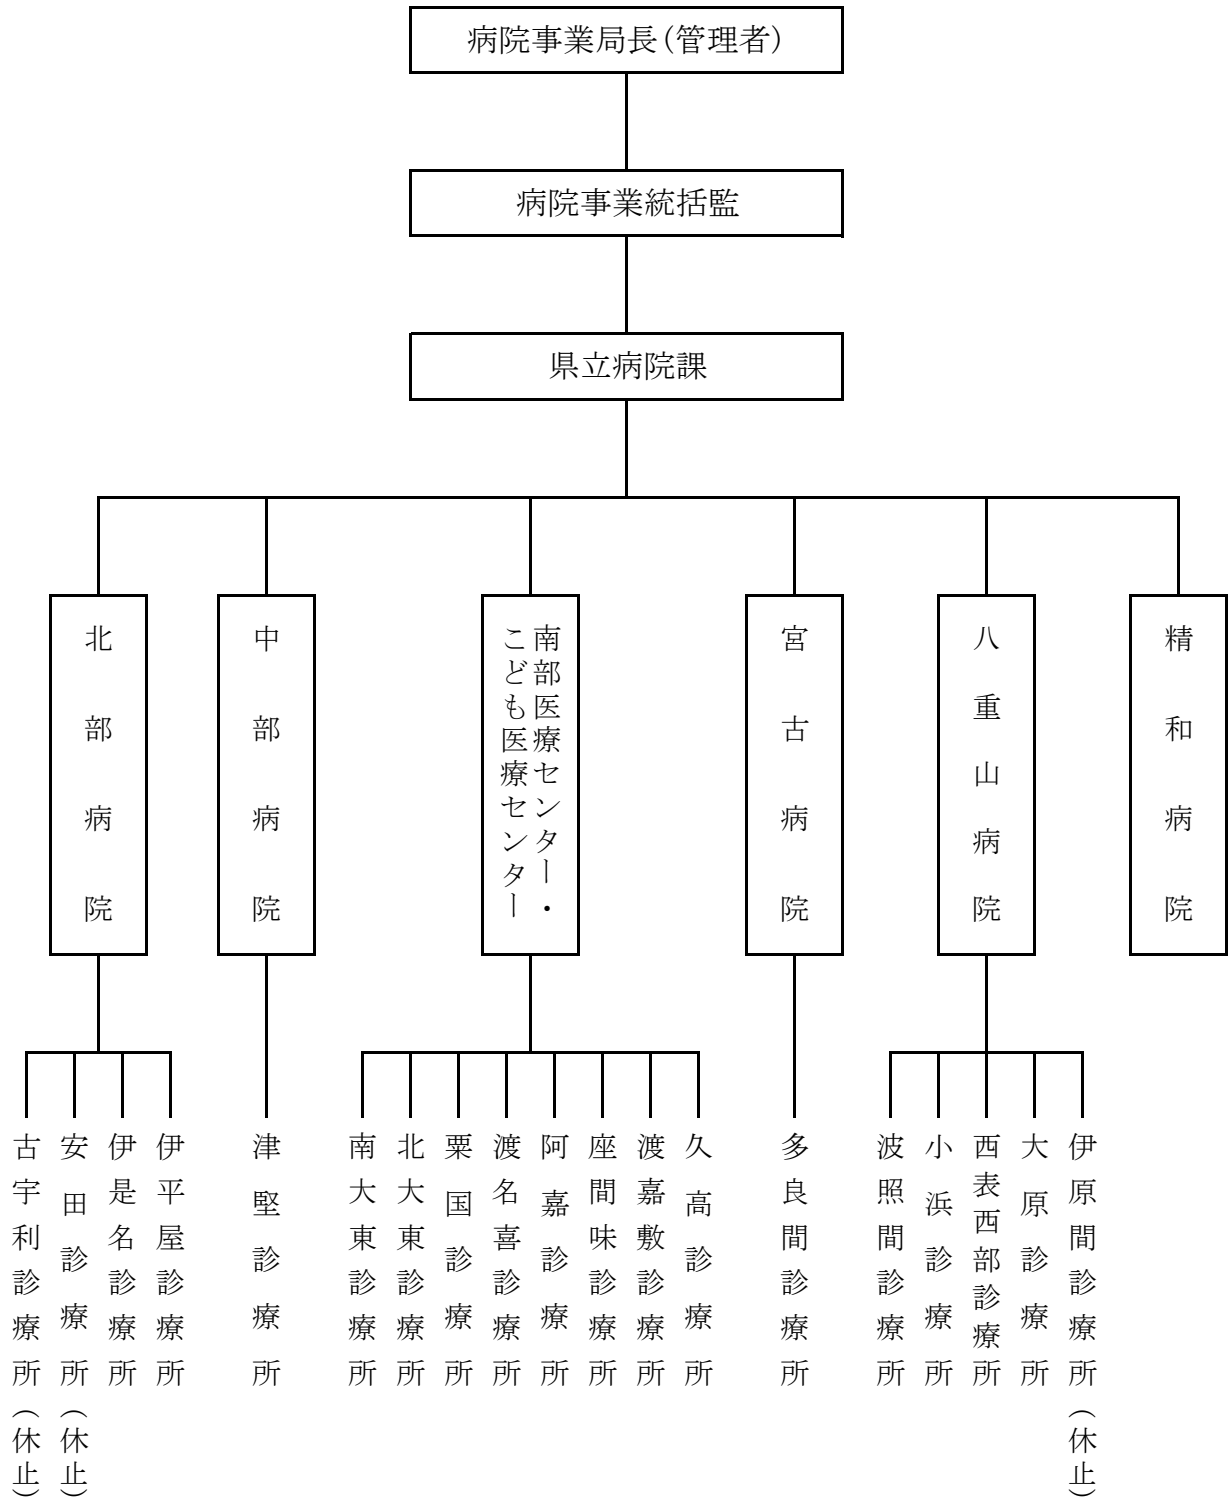 病院事業局長(管理者)
病院事業統括監
県立病院課
北部病院
中部病院
南部医療センター・
こども医療センター
宮古病院
八重山病院
精和病院
古宇利診療所(休止)
安田診療所(休止)
伊是名診療所
伊平屋診療所
津堅診療所
南大東診療所
北大東診療所
粟国診療所
渡名喜診療所
阿嘉診療所
座間味診療所
渡嘉敷診療所
久高診療所
多良間診療所
波照間診療所
小浜診療所
西表西部診療所
大原診療所
伊原間診療所(休止)